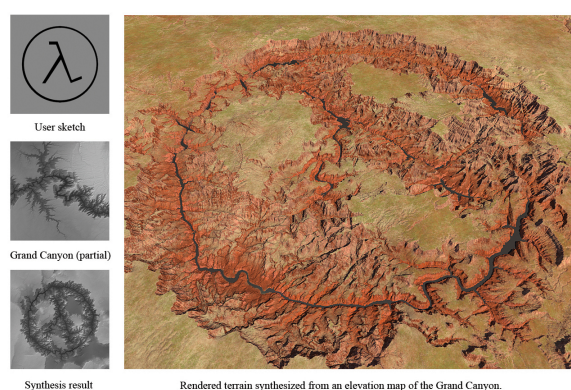 User sketch
Grand Canyon (partial)
Synthesis result
Rendered terrain synthesized from an elevation map of the Grand Canyon.